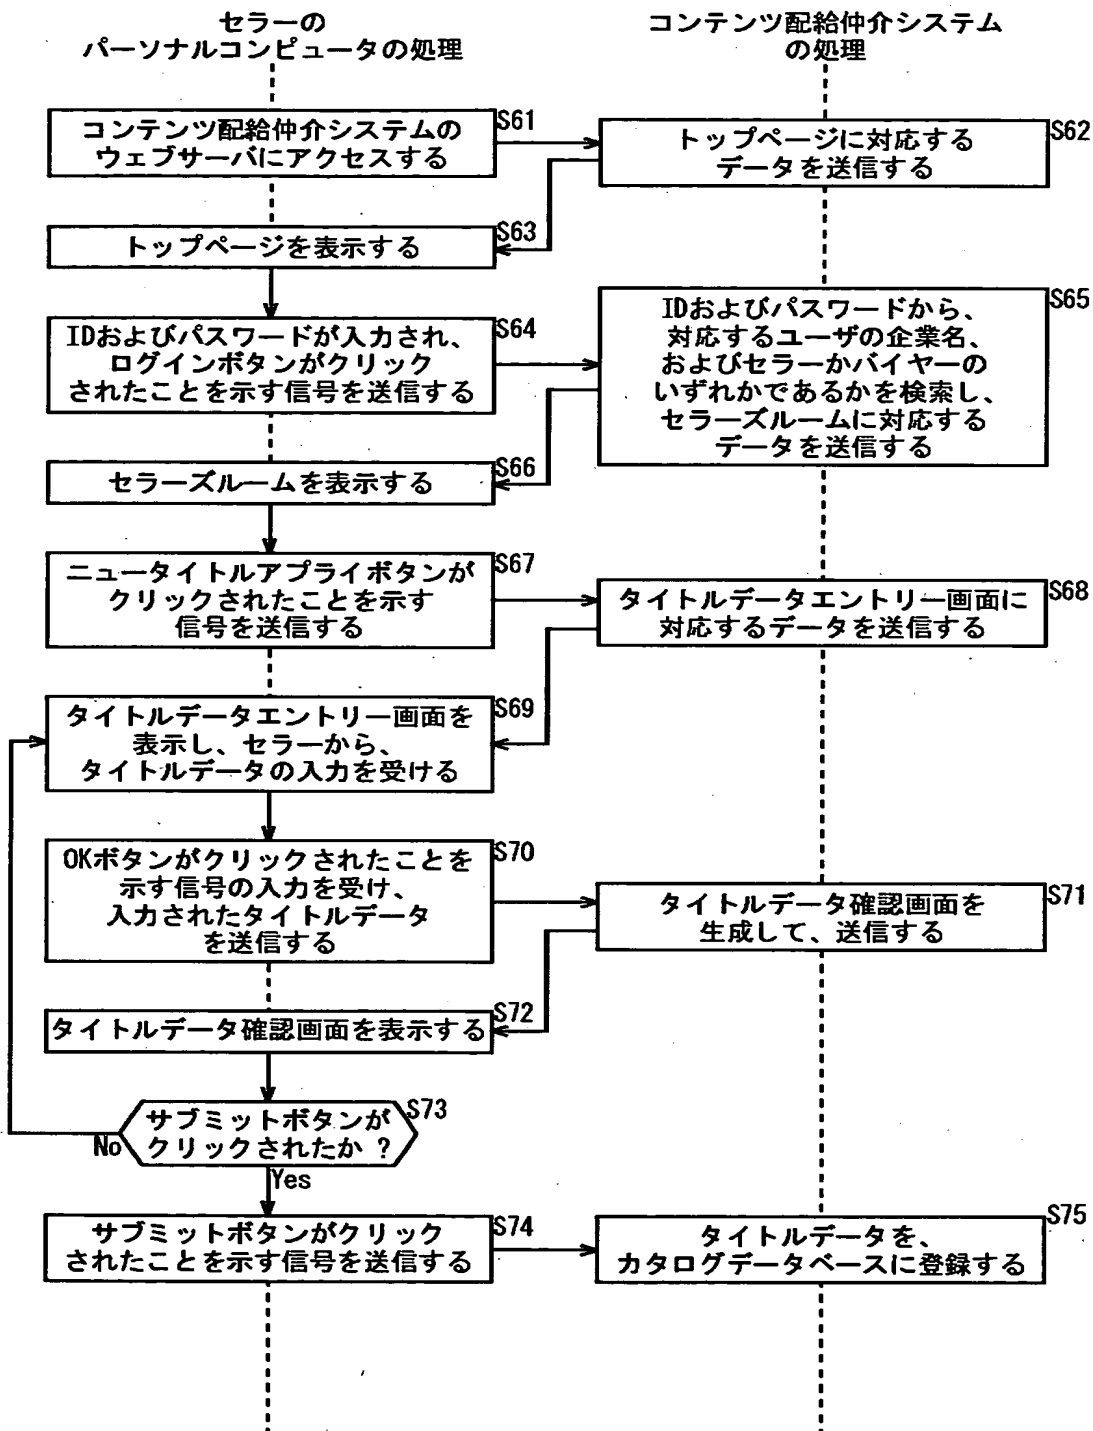 セラーの
パーソナルコンピュータの処理
コンテンツ配給仲介システム
の処理
コンテンツ配給仲介システムの
ウェブサーバにアクセスする
S61
トップページに対応する
データを送信する
S62
トップページを表示する
S63
IDおよびパスワードが入力され、
ログインボタンがクリック
されたことを示す信号を送信する
S64
IDおよびパスワードから、
対応するユーザの企業名、
およびセラーかバイヤーの
いずれかであるかを検索し、
セラーズルームに対応する
データを送信する
S65
セラーズルームを表示する
S66
ニュータイトルアプライボタンが
クリックされたことを示す
信号を送信する
S67
タイトルデータエントリー画面に
対応するデータを送信する
S68
タイトルデータエントリー画面を
表示し、セラーから、
タイトルデータの入力を受ける
S69
OKボタンがクリックされたことを
示す信号の入力を受け、
入力されたタイトルデータ
を送信する
S70
タイトルデータ確認画面を
生成して、送信する
S71
タイトルデータ確認画面を表示する
S72
サブミットボタンが
クリックされたか ?
S73
No
Yes
サブミットボタンがクリック
されたことを示す信号を送信する
S74
タイトルデータを、
カタログデータベースに登録する
S75